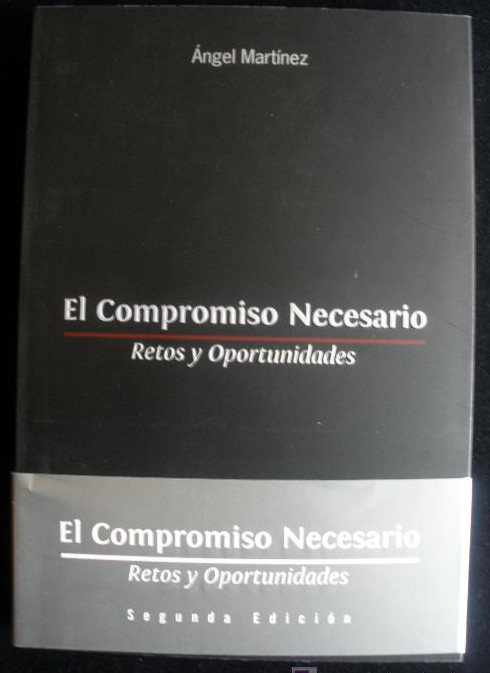 Ángel Martínez
El Compromiso Necesario
Retos y Oportunidades
El Compromiso Necesario
Retos y Oportunidades
Segunda Edición